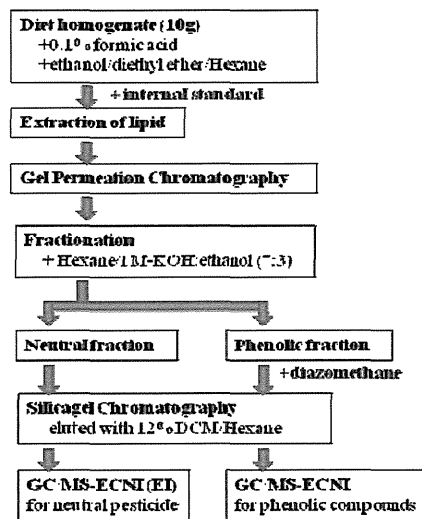 Diet homogenate (10g)
+0.1% formic acid
+ethanol/diethyl ether/Hexane
+internal standard
Extraction of lipid
Gel Permeation Chromatography
Fractionation
+ Hexane/1M-KOH:ethanol (7:3)
Neutral fraction
Phenolic fraction
+diazomethane
Silicagel Chromatography
eluted with 12% DCM/Hexane
GC/MS-ECNI (EI)
for neutral pesticide
GC/MS-ECNI
for phenolic compounds